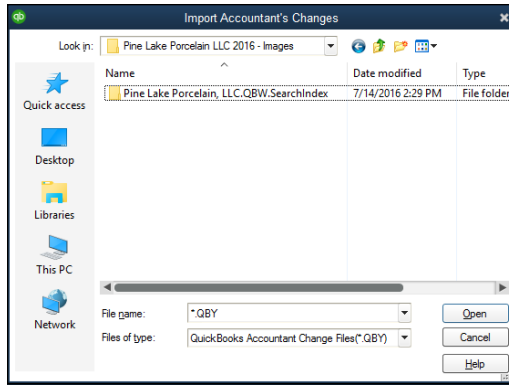 Import Accountant's Changes
Look in: Pine Lake Porcelain LLC 2016 - Images
Name Date modified Type
Pine Lake Porcelain, LLC.QBW.SearchIndex 7/14/2016 2:29 PM File folder
Quick access
Desktop
Libraries
This PC
Network
File name: *.QBY Open
Files of type: QuickBooks Accountant Change Files(*.QBY) Cancel
Help